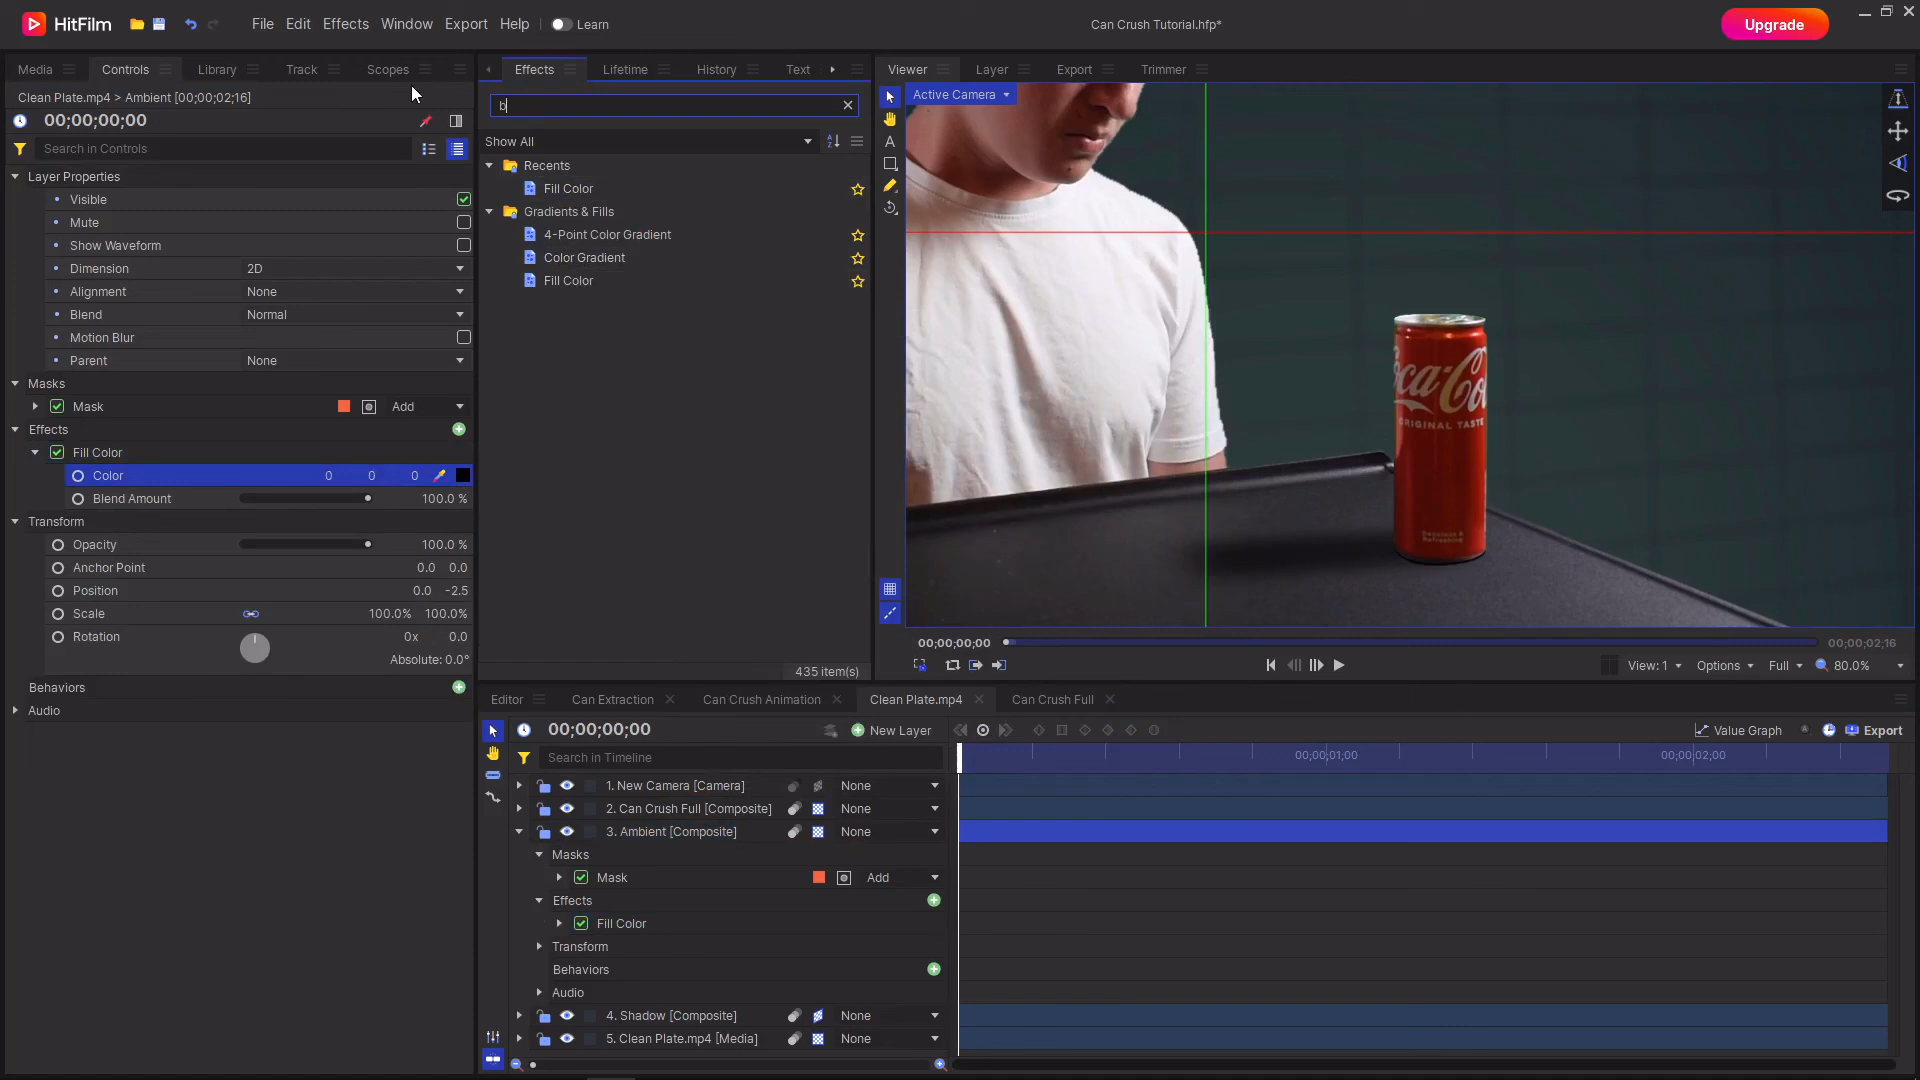 HitFilm
File Edit Effects Window Export Help Learn
Can Crush Tutorial.hfp*
Upgrade
Media Controls Library Track Scopes
Clean Plate.mp4 > Ambient [00;00;02;16]
00;00;00;00
Search in Controls
Layer Properties
Visible
Mute
Show Waveform
Dimension 2D
Alignment None
Blend Normal
Motion Blur
Parent None
Masks
Mask Add
Effects
Fill Color
Color 0 0 0
Blend Amount 100.0 %
Transform
Opacity 100.0 %
Anchor Point 0.0 0.0
Position 0.0 -2.5
Scale 100.0% 100.0%
Rotation 0x 0.0
Absolute: 0.0°
Behaviors
Audio
Effects Lifetime History Text
b
Show All
Recents
Fill Color
Gradients & Fills
4-Point Color Gradient
Color Gradient
Fill Color
435 item(s)
Viewer Layer Export Trimmer
Active Camera
A
ORIGINAL TASTE
Delicious &
Refreshing
00;00;00;00
00;00;02;16
View: 1 Options Full 80.0%
Editor Can Extraction Can Crush Animation Clean Plate.mp4 Can Crush Full
00;00;00;00 New Layer Value Graph Export
Search in Timeline
00;00;01;00 00;00;02;00
1. New Camera [Camera] None
2. Can Crush Full [Composite] None
3. Ambient [Composite] None
Masks
Mask Add
Effects
Fill Color
Transform
Behaviors
Audio
4. Shadow [Composite] None
5. Clean Plate.mp4 [Media] None